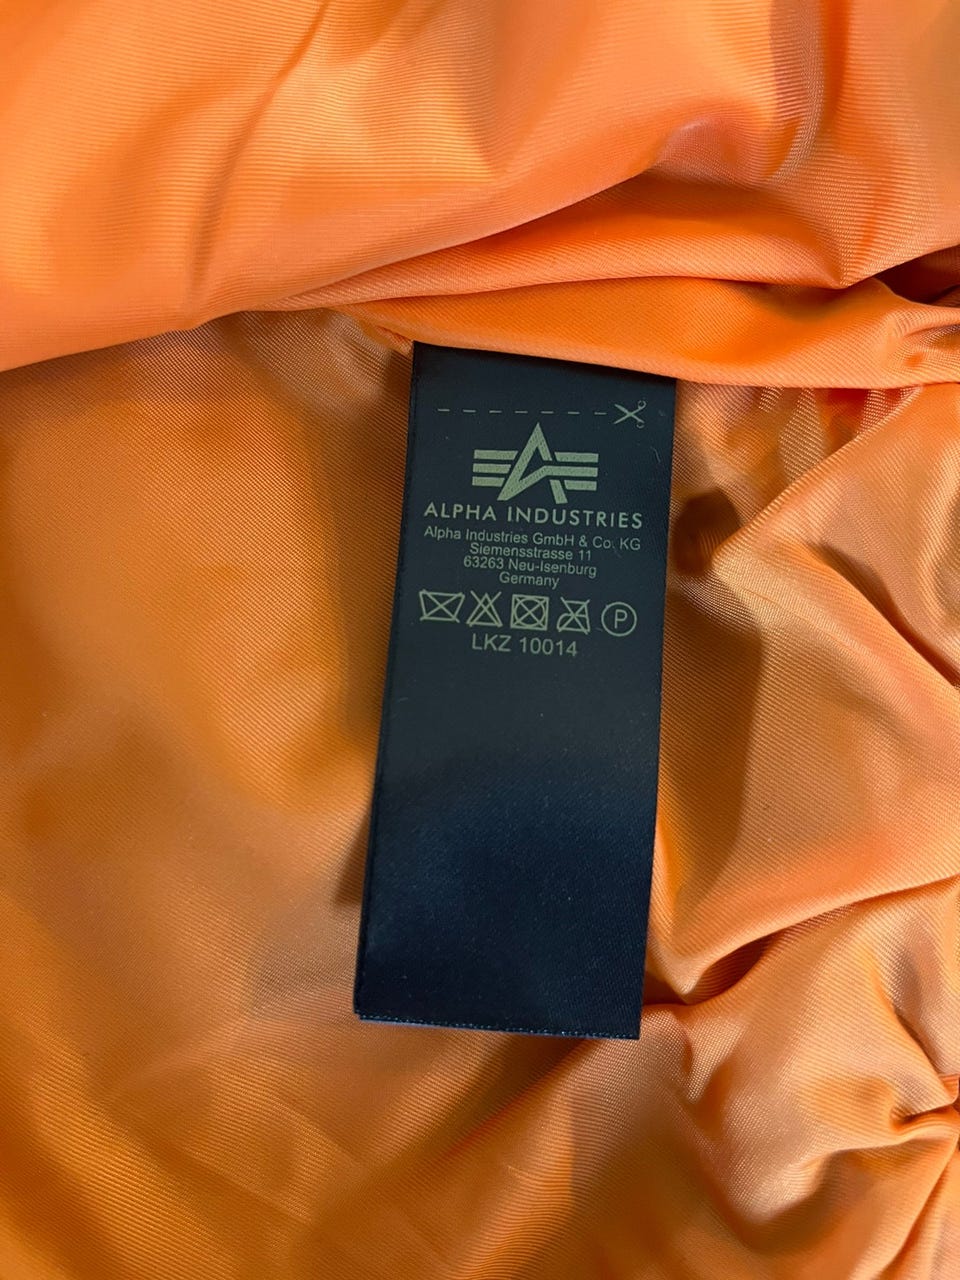 ALPHA INDUSTRIES
Alpha Industries GmbH & Co. KG
Siemensstrasse 11
63263 Neu-Isenburg
Germany
P
LKZ 10014